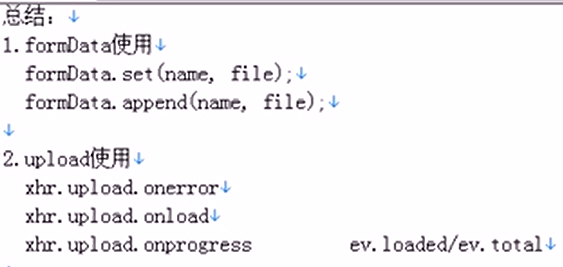 总结：
1.formData使用
formData.set(name, file);
formData.append(name, file);
2.upload使用
xhr.upload.onerror
xhr.upload.onload
xhr.upload.onprogress ev.loaded/ev.total